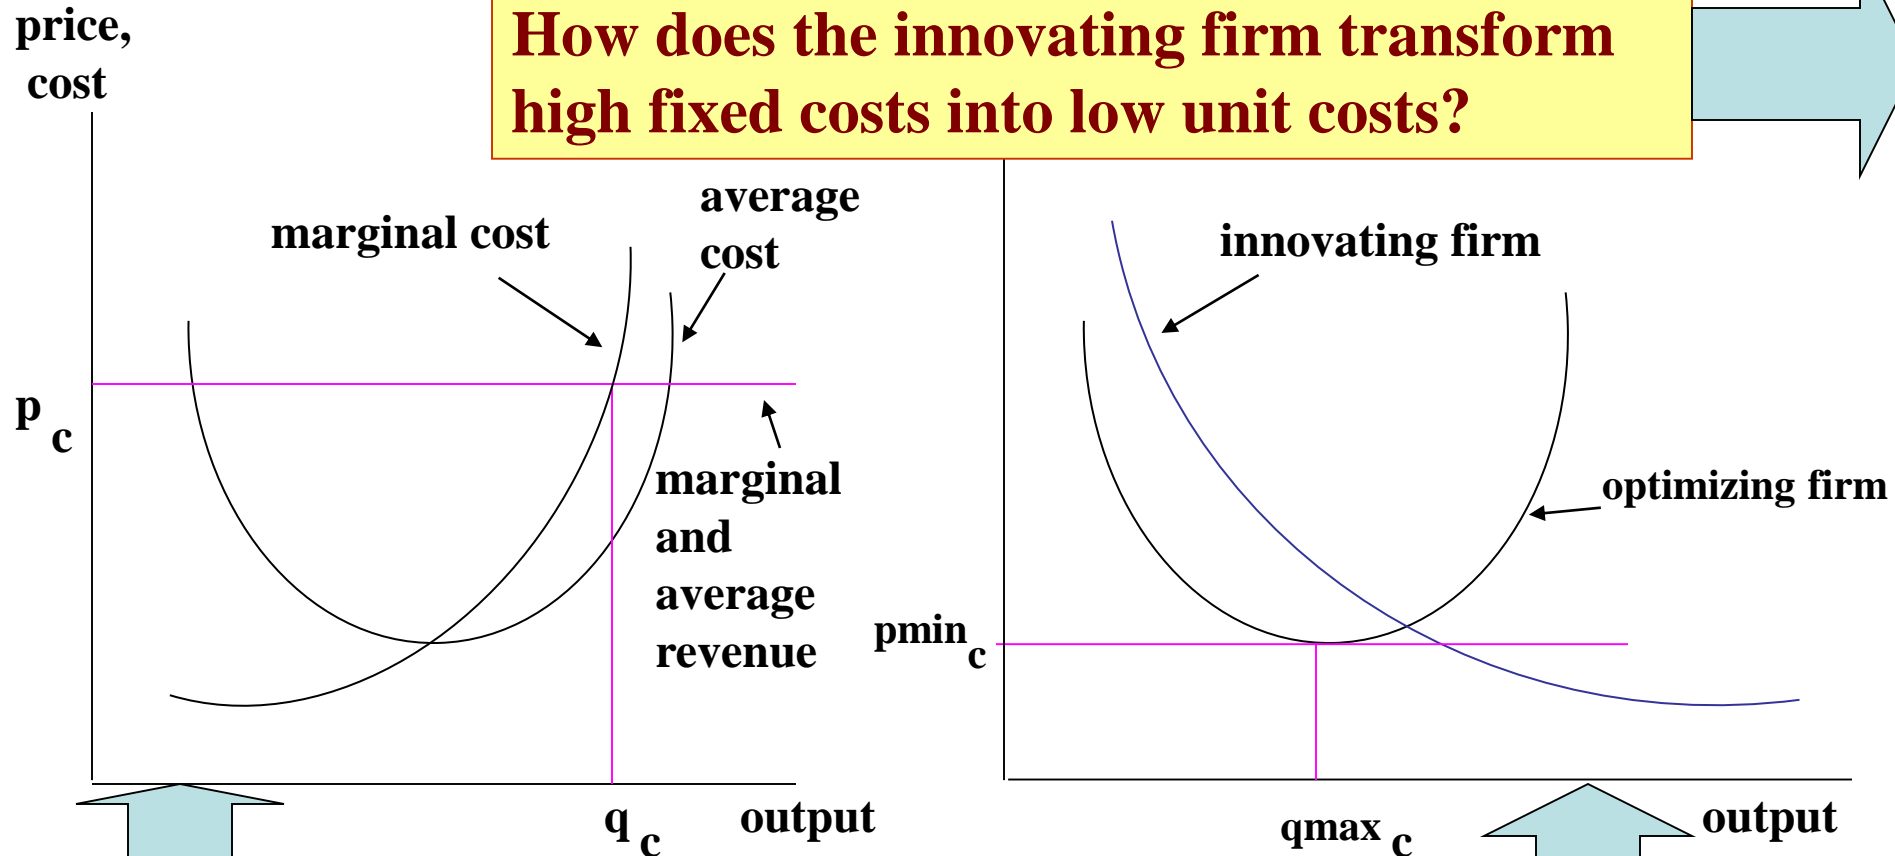 price,
cost
How does the innovating firm transform
high fixed costs into low unit costs?
marginal cost
average
cost
p c
marginal
and
average
revenue
q c
output
innovating firm
optimizing firm
pmin c
qmax c
output